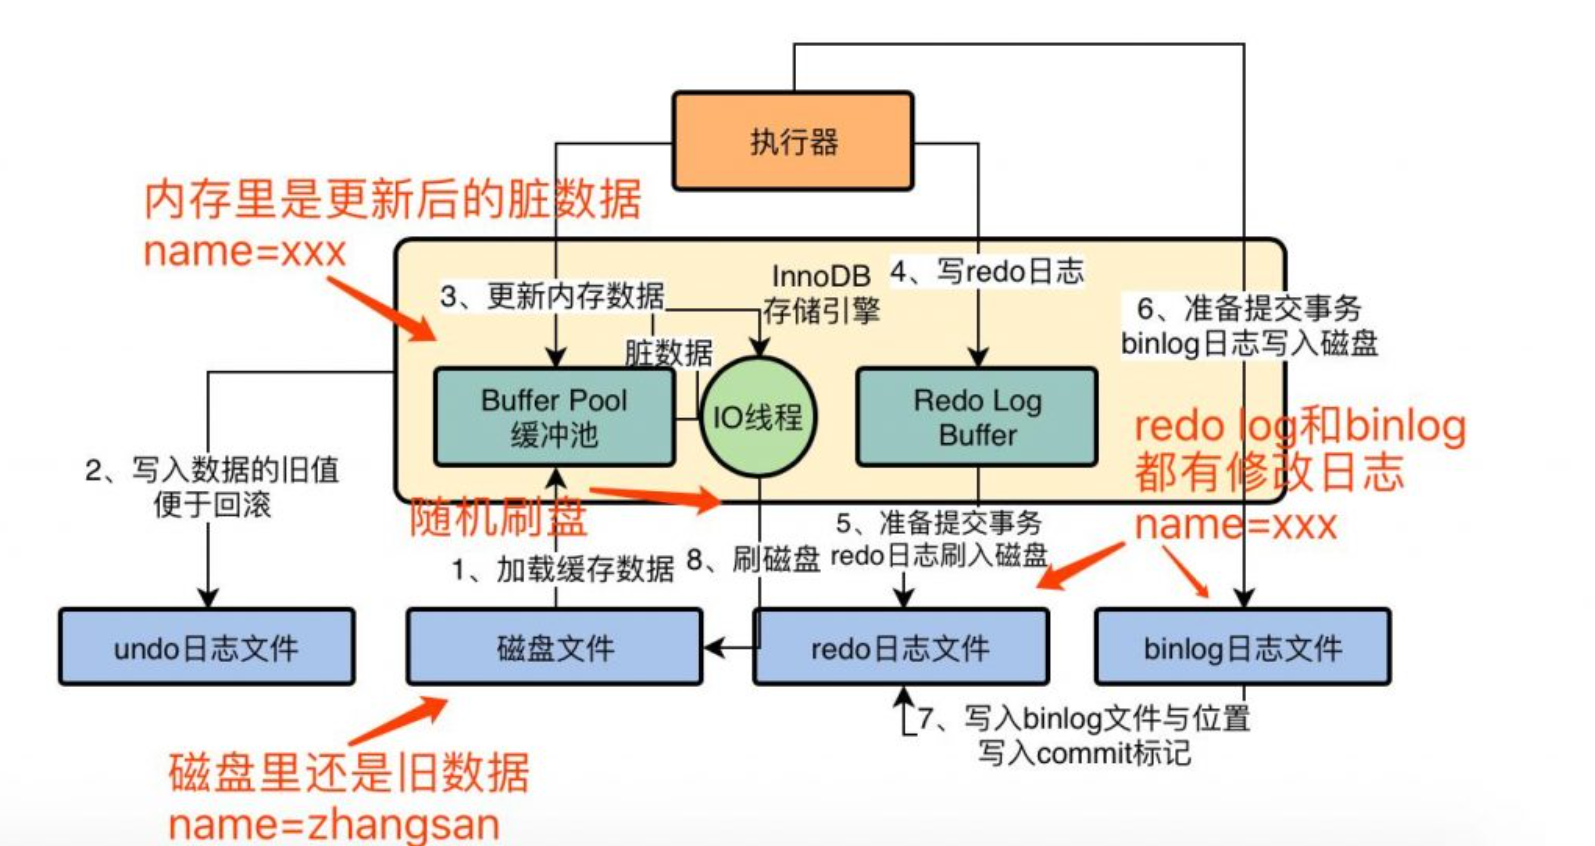 执行器
内存里是更新后的脏数据
name=xxx
3、更新内存数据
InnoDB
存储引擎
4、写redo日志
6、准备提交事务
binlog日志写入磁盘
脏数据
Buffer Pool
缓冲池
IO线程
Redo Log
Buffer
redo log和binlog
都有修改日志
name=xxx
2、写入数据的旧值
便于回滚
随机刷盘
1、加载缓存数据
8、刷磁盘
5、准备提交事务
redo日志刷入磁盘
undo日志文件
磁盘文件
redo日志文件
binlog日志文件
7、写入binlog文件与位置
写入commit标记
磁盘里还是旧数据
name=zhangsan